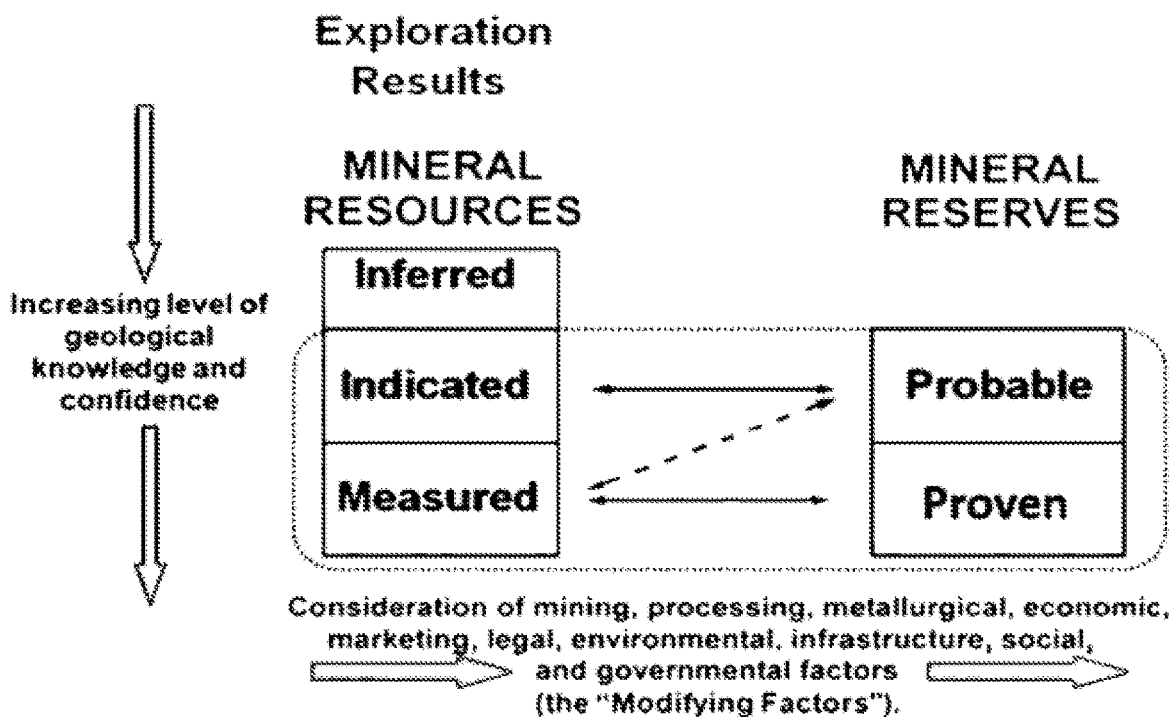 Exploration
Results
MINERAL
RESOURCES
MINERAL
RESERVES
Inferred
Increasing level of
geological
knowledge and
confidence
Indicated
Probable
Measured
Proven
Consideration of mining, processing, metallurgical, economic,
marketing, legal, environmental, infrastructure, social,
and governmental factors
(the "Modifying Factors").